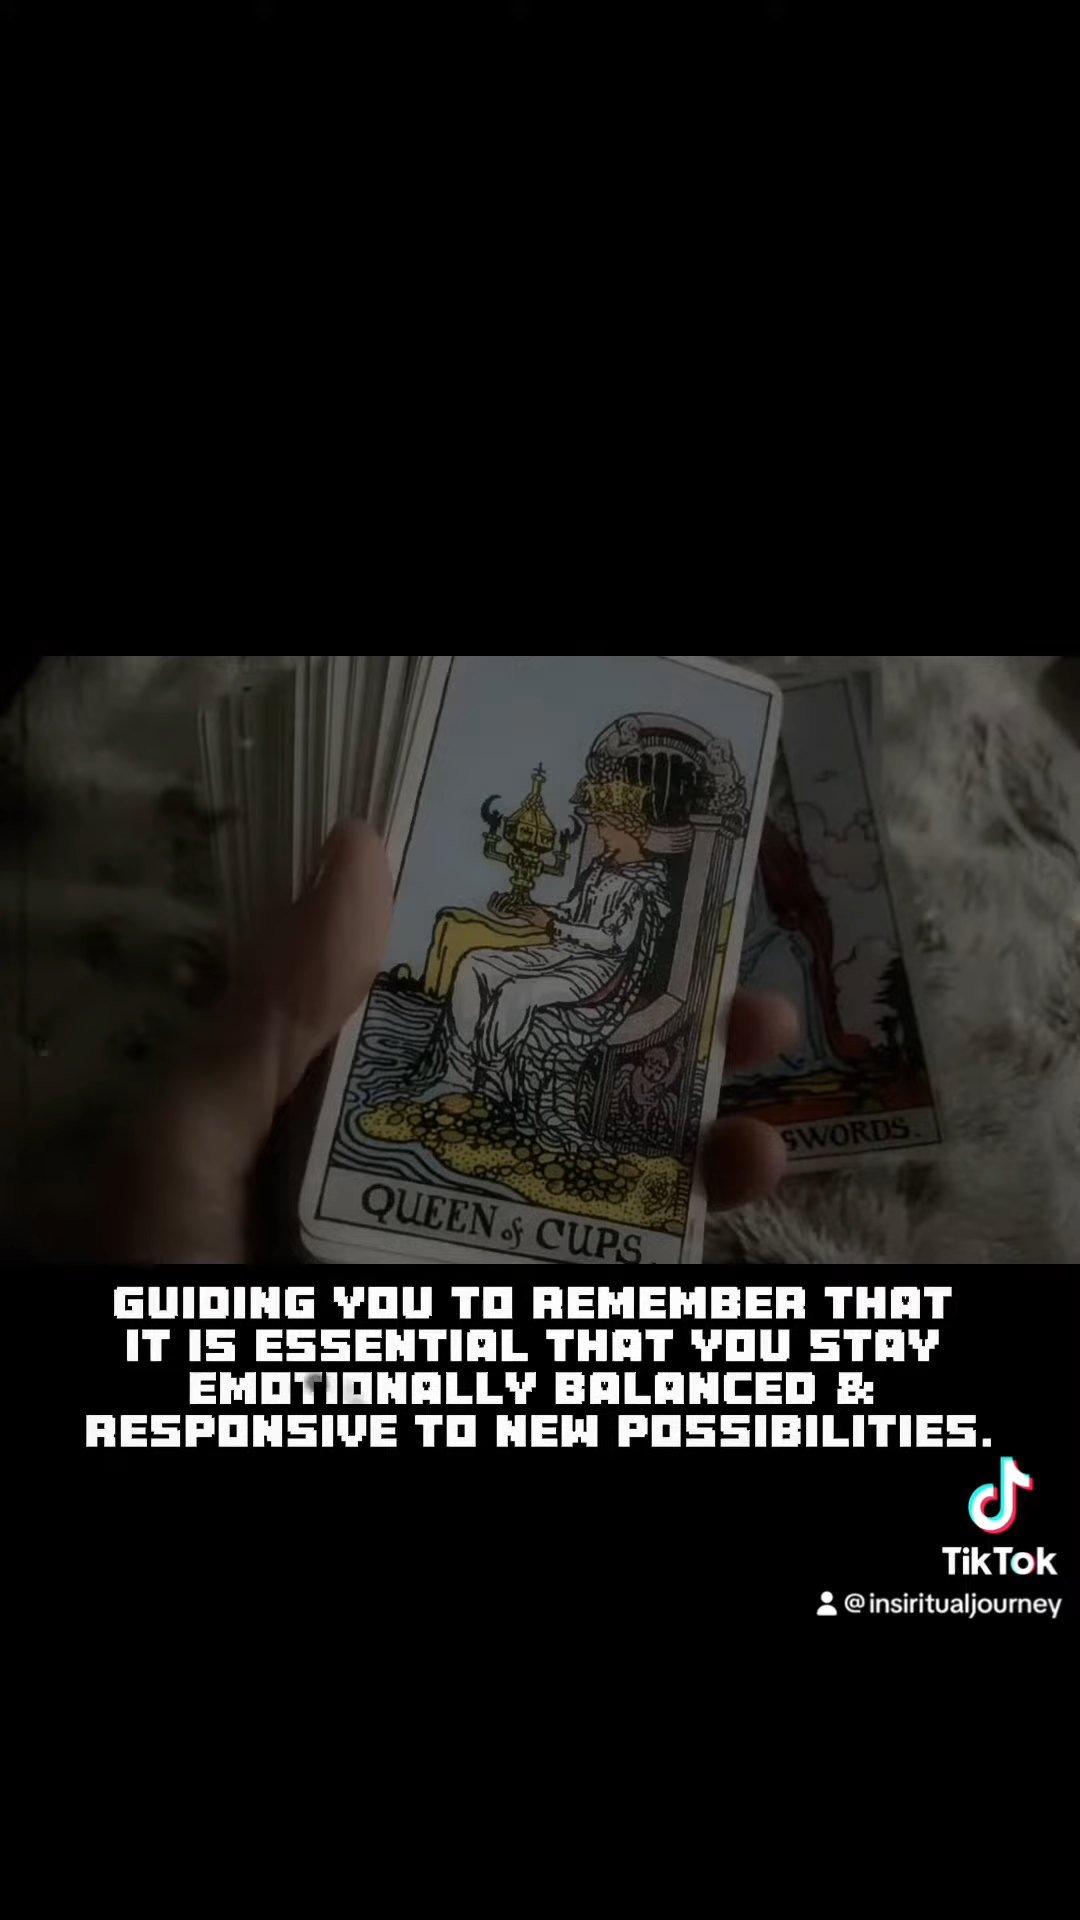 SWORDS.
QUEEN of CUPS.
GUIDING YOU TO REMEMBER THAT
IT IS ESSENTIAL THAT YOU STAY
EMOTIONALLY BALANCED &
RESPONSIVE TO NEW POSSIBILITIES.
TikTok
@insiritualjourney